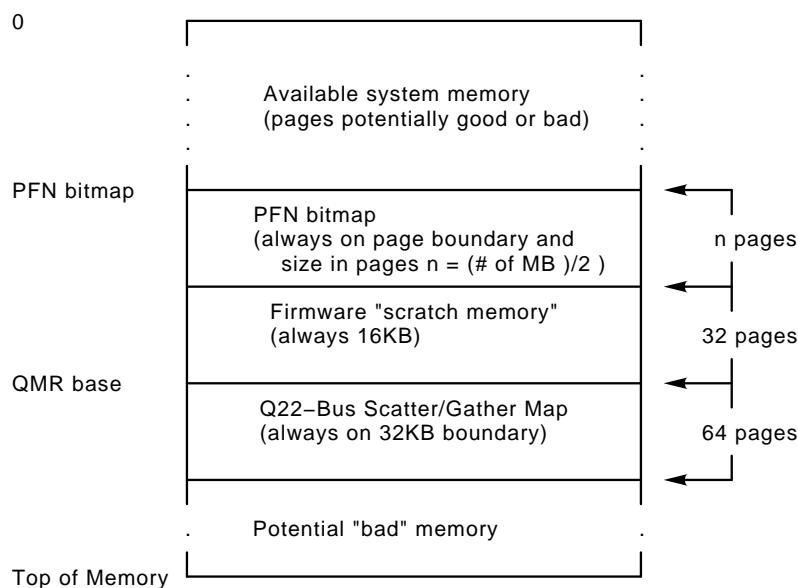 0
Available system memory
(pages potentially good or bad)
PFN bitmap
PFN bitmap
(always on page boundary and
size in pages n = (# of MB )/2 )
n pages
Firmware "scratch memory"
(always 16KB)
32 pages
QMR base
Q22−Bus Scatter/Gather Map
(always on 32KB boundary)
64 pages
Potential "bad" memory
Top of Memory